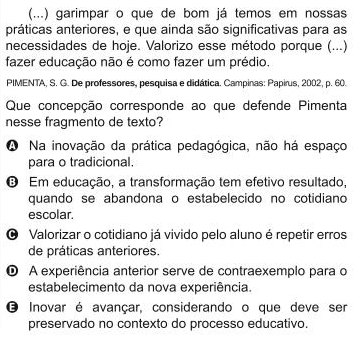 (...) garimpar o que de bom já temos em nossas
práticas anteriores, e que ainda são significativas para as
necessidades de hoje. Valorizo esse método porque (...)
fazer educação não é como fazer um prédio.
PIMENTA, S. G. De professores, pesquisa e didática. Campinas: Papirus, 2002, p. 60.
Que concepção corresponde ao que defende Pimenta
nesse fragmento de texto?
A Na inovação da prática pedagógica, não há espaço
para o tradicional.
B Em educação, a transformação tem efetivo resultado,
quando se abandona o estabelecido no cotidiano
escolar.
C Valorizar o cotidiano já vivido pelo aluno é repetir erros
de práticas anteriores.
D A experiência anterior serve de contraexemplo para o
estabelecimento da nova experiência.
E Inovar é avançar, considerando o que deve ser
preservado no contexto do processo educativo.